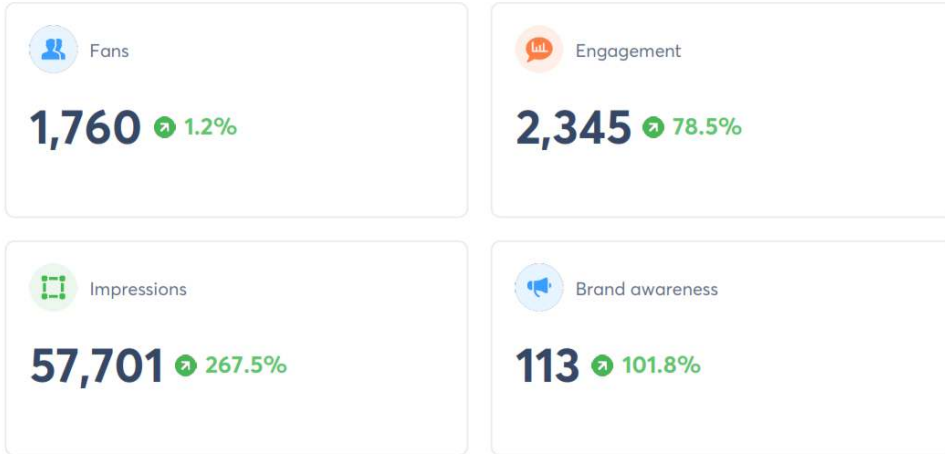 Fans
1,760 1.2%
Engagement
2,345 78.5%
Impressions
57,701 267.5%
Brand awareness
113 101.8%